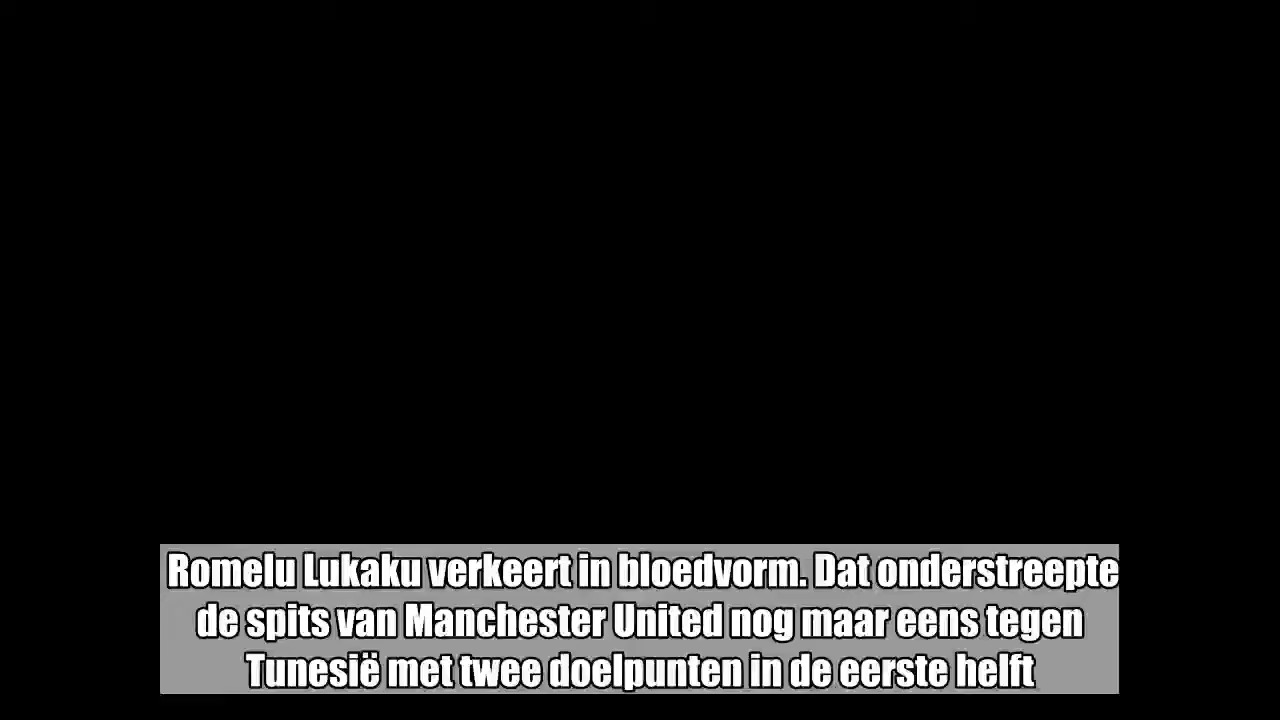 Romelu Lukaku verkeert in bloedvorm. Dat onderstreepte
de spits van Manchester United nog maar eens tegen
Tunesië met twee doelpunten in de eerste helft